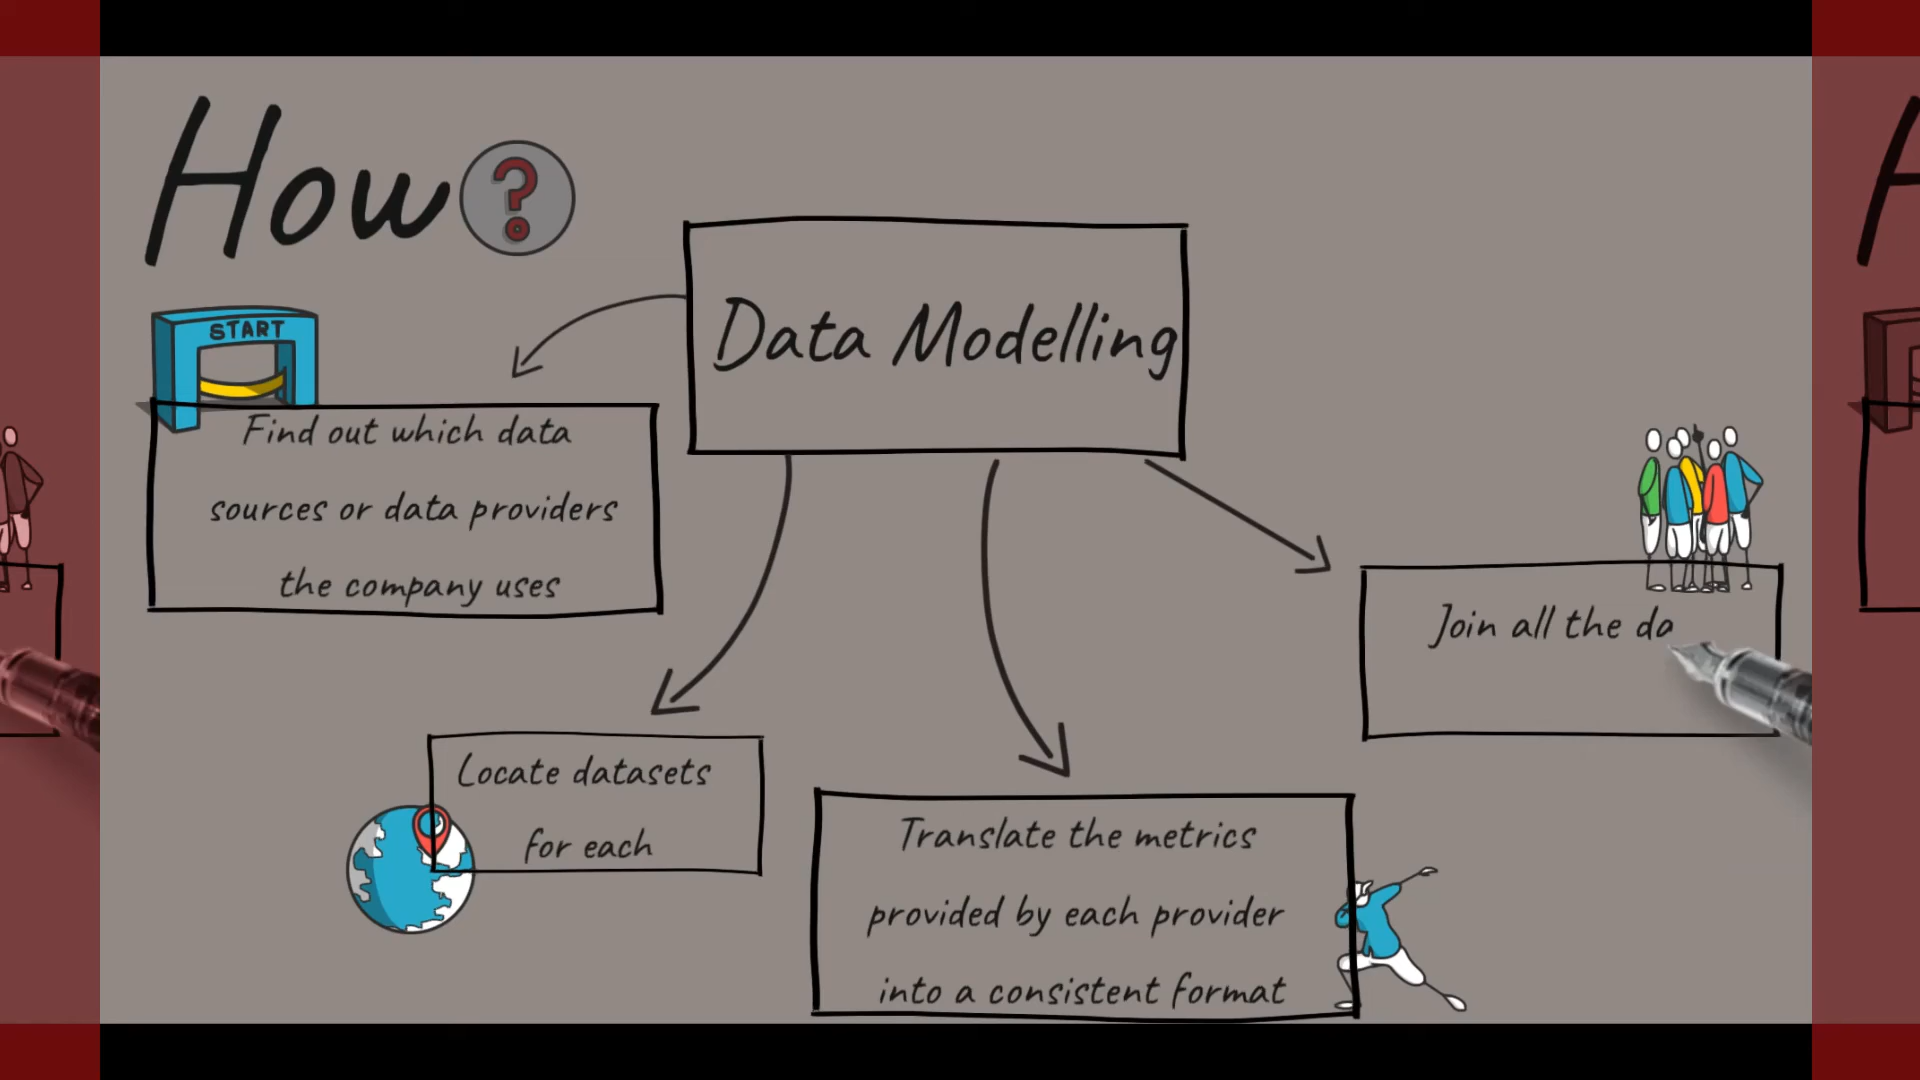 How?
START
Data Modelling
Find out which data
sources or data providers
the company uses
Locate datasets
for each
Translate the metrics
provided by each provider
into a consistent format
Join all the da